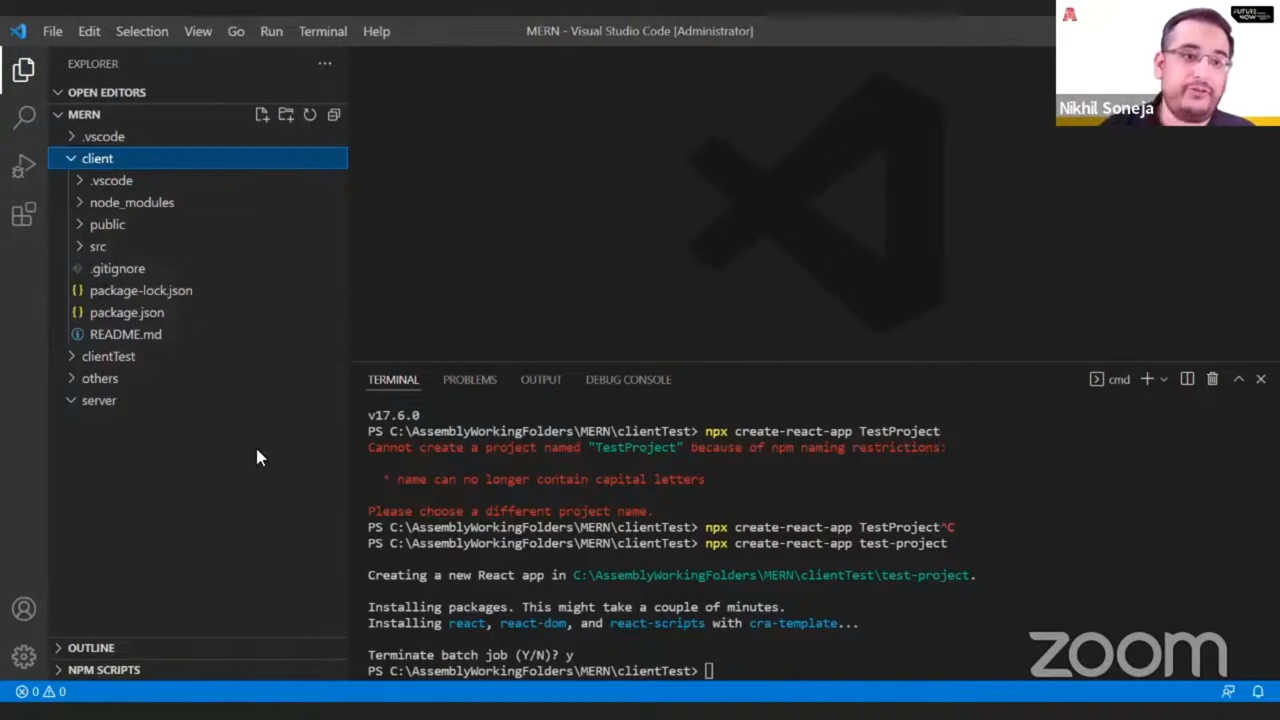 File Edit Selection View Go Run Terminal Help
MERN - Visual Studio Code [Administrator]
FUTURE
NOW
Nikhil Soneja
EXPLORER
OPEN EDITORS
MERN
.vscode
client
.vscode
node_modules
public
src
.gitignore
package-lock.json
package.json
README.md
clientTest
others
server
OUTLINE
NPM SCRIPTS
TERMINAL PROBLEMS OUTPUT DEBUG CONSOLE
cmd
v17.6.0
PS C:\AssemblyWorkingFolders\MERN\clientTest> npx create-react-app TestProject
Cannot create a project named "TestProject" because of npm naming restrictions:
* name can no longer contain capital letters
Please choose a different project name.
PS C:\AssemblyWorkingFolders\MERN\clientTest> npx create-react-app TestProject^C
PS C:\AssemblyWorkingFolders\MERN\clientTest> npx create-react-app test-project
Creating a new React app in C:\AssemblyWorkingFolders\MERN\clientTest\test-project.
Installing packages. This might take a couple of minutes.
Installing react, react-dom, and react-scripts with cra-template...
Terminate batch job (Y/N)? y
PS C:\AssemblyWorkingFolders\MERN\clientTest>
zoom
0 0